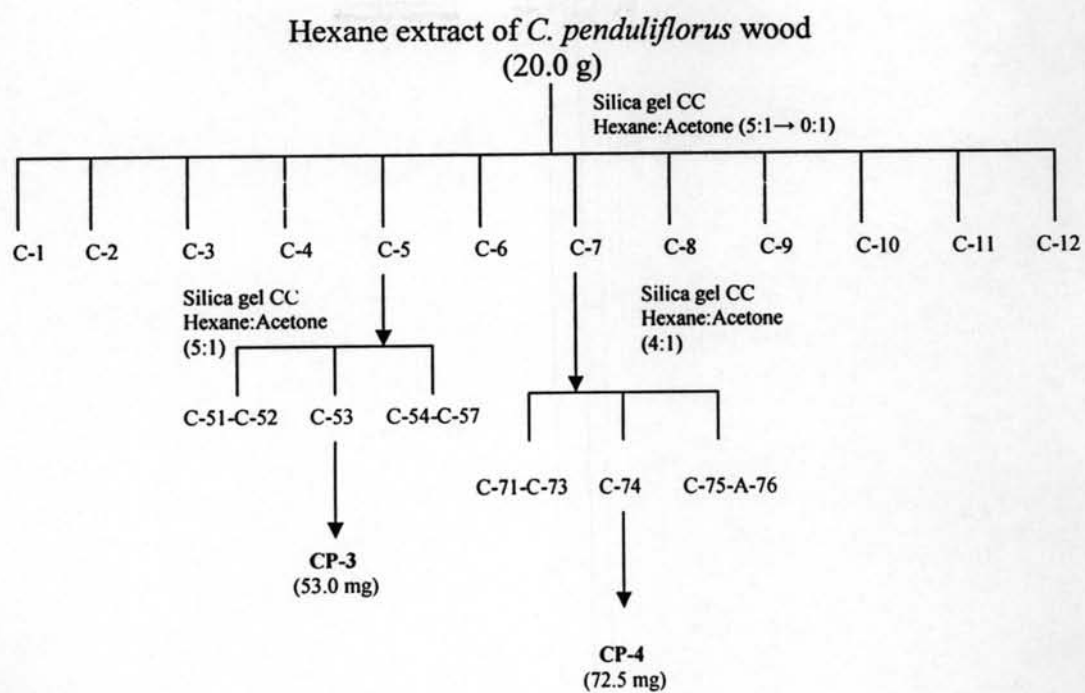 Hexane extract of C. penduliflorus wood
(20.0 g)
Silica gel CC
Hexane:Acetone (5:1→ 0:1)
C-1 C-2 C-3 C-4 C-5 C-6 C-7 C-8 C-9 C-10 C-11 C-12
Silica gel CC
Hexane:Acetone
(5:1)
Silica gel CC
Hexane:Acetone
(4:1)
C-51-C-52 C-53 C-54-C-57
C-71-C-73 C-74 C-75-A-76
CP-3
(53.0 mg)
CP-4
(72.5 mg)